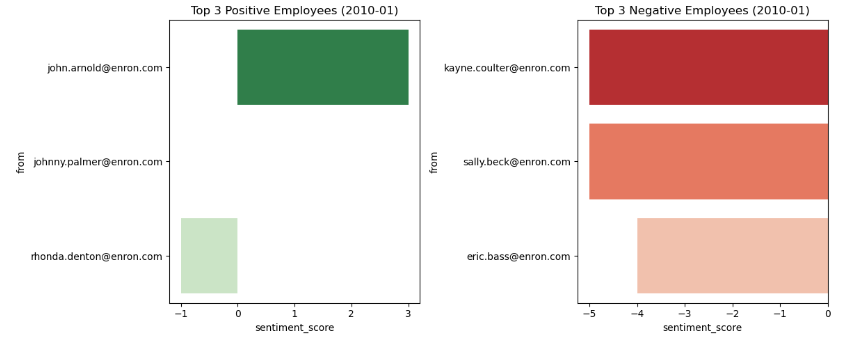 Top 3 Positive Employees (2010-01)
from
john.arnold@enron.com
johnny.palmer@enron.com
rhonda.denton@enron.com
−1 0 1 2 3
sentiment_score
Top 3 Negative Employees (2010-01)
from
kayne.coulter@enron.com
sally.beck@enron.com
eric.bass@enron.com
−5 −4 −3 −2 −1 0
sentiment_score